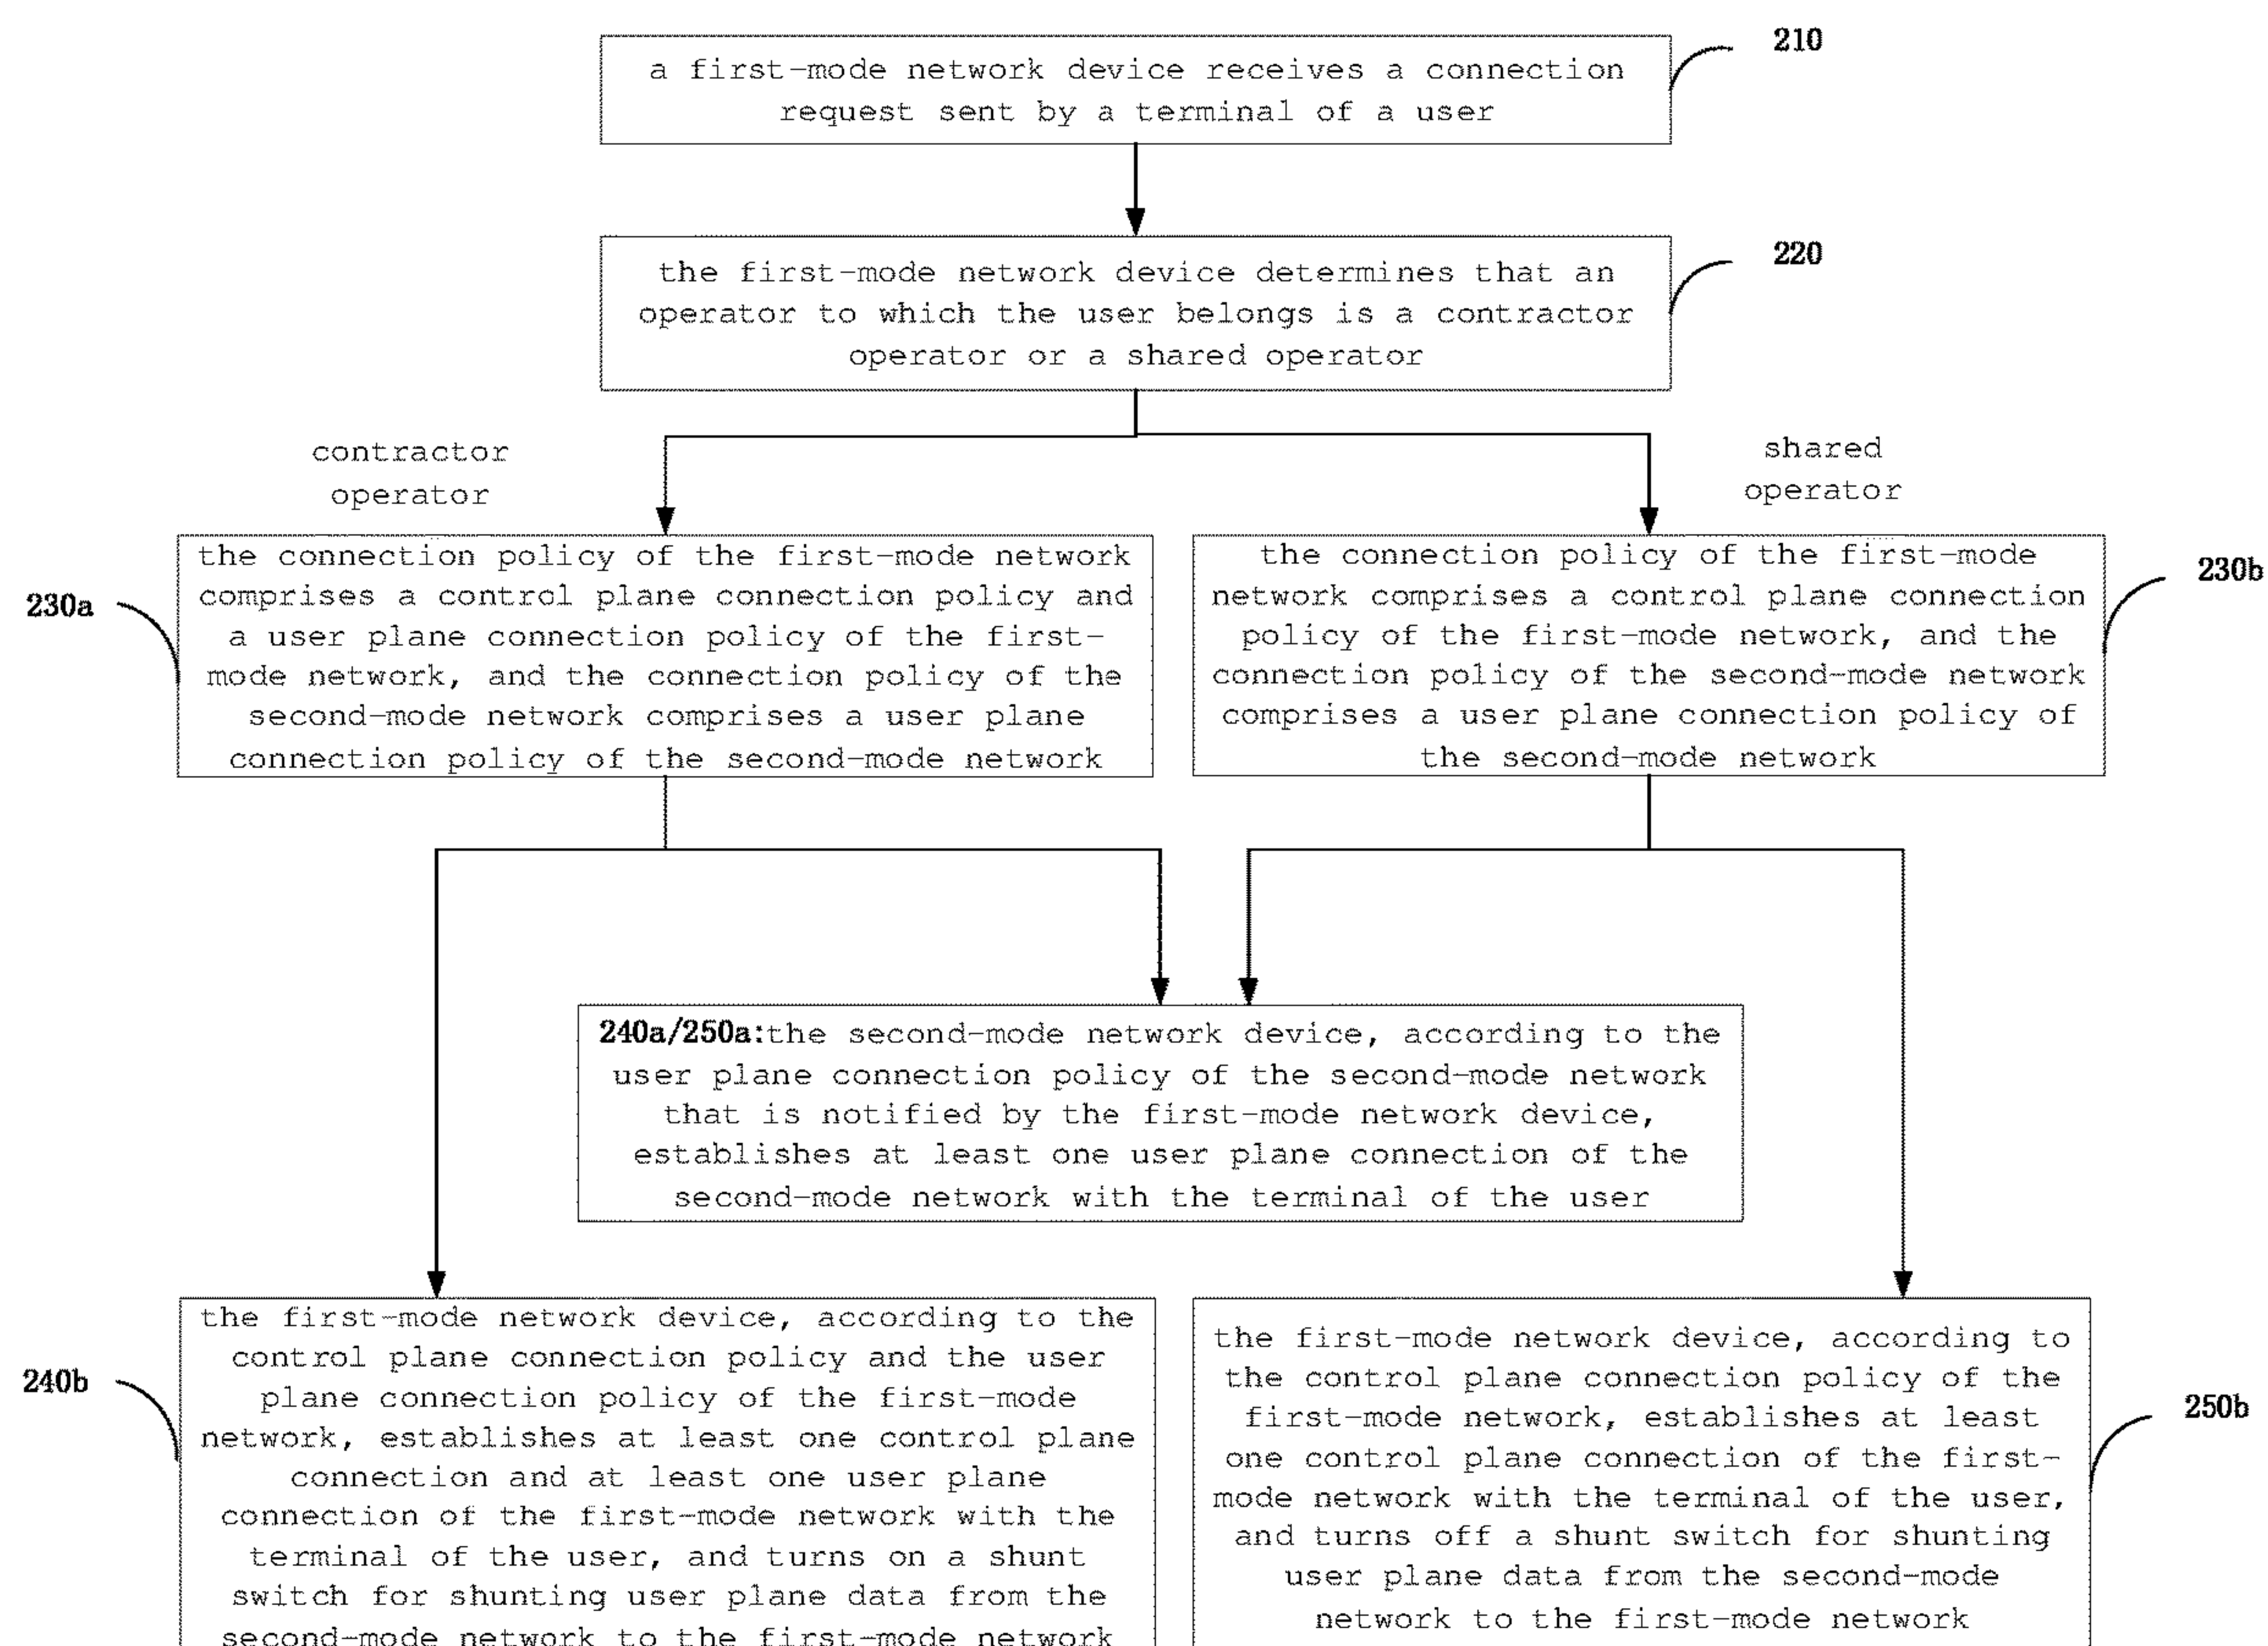 210
a first-mode network device receives a connection
request sent by a terminal of a user
220
the first-mode network device determines that an
operator to which the user belongs is a contractor
operator or a shared operator
contractor
operator
shared
operator
230a
the connection policy of the first-mode network
comprises a control plane connection policy and
a user plane connection policy of the first-
mode network, and the connection policy of the
second-mode network comprises a user plane
connection policy of the second-mode network
230b
the connection policy of the first-mode
network comprises a control plane connection
policy of the first-mode network, and the
connection policy of the second-mode network
comprises a user plane connection policy of
the second-mode network
240a/250a:the second-mode network device, according to the
user plane connection policy of the second-mode network
that is notified by the first-mode network device,
establishes at least one user plane connection of the
second-mode network with the terminal of the user
240b
the first-mode network device, according to the
control plane connection policy and the user
plane connection policy of the first-mode
network, establishes at least one control plane
connection and at least one user plane
connection of the first-mode network with the
terminal of the user, and turns on a shunt
switch for shunting user plane data from the
second-mode network to the first-mode network
250b
the first-mode network device, according to
the control plane connection policy of the
first-mode network, establishes at least
one control plane connection of the first-
mode network with the terminal of the user,
and turns off a shunt switch for shunting
user plane data from the second-mode
network to the first-mode network